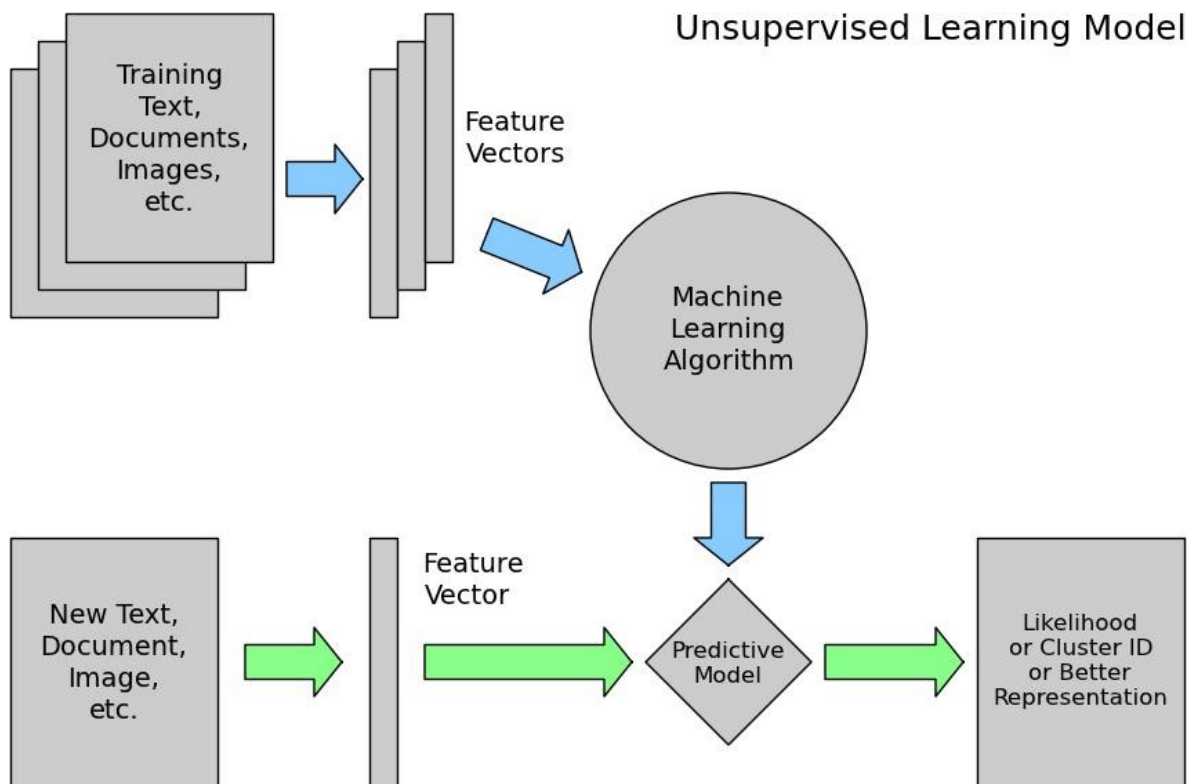 Unsupervised Learning Model
Training
Text,
Documents,
Images,
etc.
Feature
Vectors
Machine
Learning
Algorithm
New Text,
Document,
Image,
etc.
Feature
Vector
Predictive
Model
Likelihood
or Cluster ID
or Better
Representation